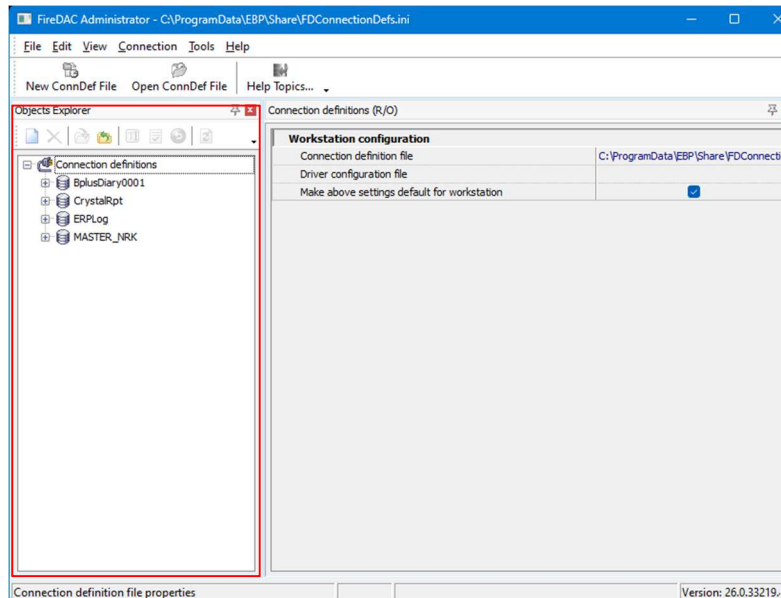 FireDAC Administrator - C:\ProgramData\EBP\Share\FDConnectionDefs.ini
File Edit View Connection Tools Help
New ConnDef File Open ConnDef File Help Topics...
Objects Explorer
Connection definitions (R/O)
Connection definitions
BplusDiary0001
CrystalRpt
ERPLog
MASTER_NRK
Workstation configuration
Connection definition file C:\ProgramData\EBP\Share\FDConnecti
Driver configuration file
Make above settings default for workstation
Connection definition file properties
Version: 26.0.33219.